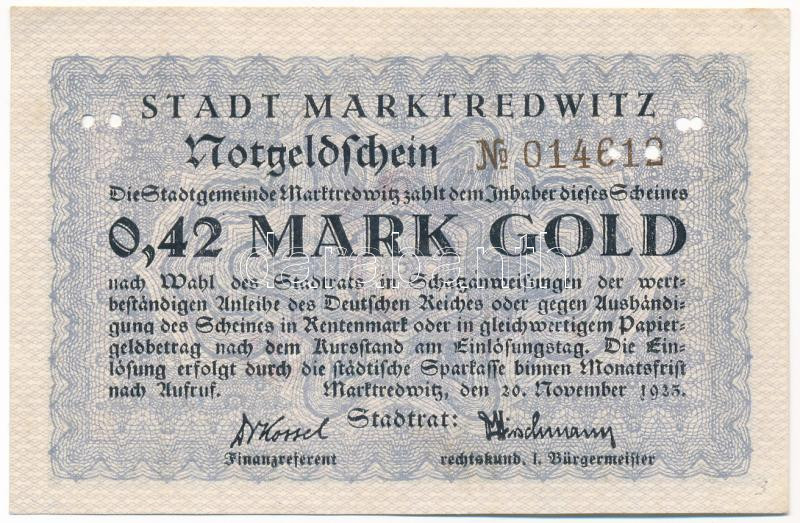 STADT MARKTREDWITZ
Notgeldschein № 014612
Die Stadtgemeinde Marktredwitz zahlt dem Inhaber dieses Scheines
0,42 MARK GOLD
nach Wahl des Stadtrats in Schatzanweisungen der wert-
beständigen Anleihe des Deutschen Reiches oder gegen Aushändi-
gung des Scheines in Rentenmark oder in gleichwertigem Papier-
geldbetrag nach dem Kursstand am Einlösungstag. Die Ein-
lösung erfolgt durch die städtische Sparkasse binnen Monatsfrist
nach Aufruf. Marktredwitz, den 20. November 1923.
Stadtrat:
Finanzreferent rechtskund. 1. Bürgermeister